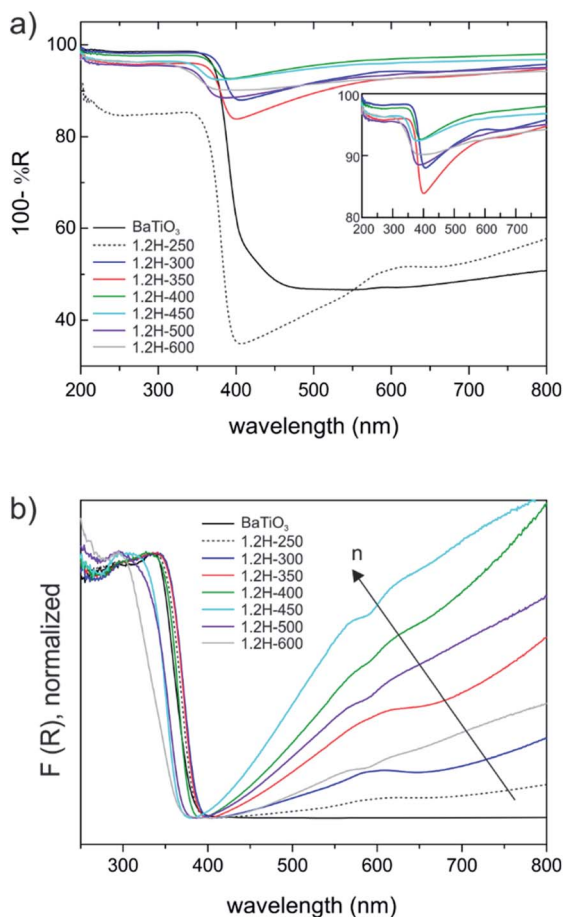 a)
100
80
60
40
100- %R
BaTiO₃
1.2H-250
1.2H-300
1.2H-350
1.2H-400
1.2H-450
1.2H-500
1.2H-600
100
90
80
200 300 400 500 600 700
200 300 400 500 600 700 800
wavelength (nm)
b)
F (R), normalized
BaTiO₃
1.2H-250
1.2H-300
1.2H-350
1.2H-400
1.2H-450
1.2H-500
1.2H-600
n
300 400 500 600 700 800
wavelength (nm)